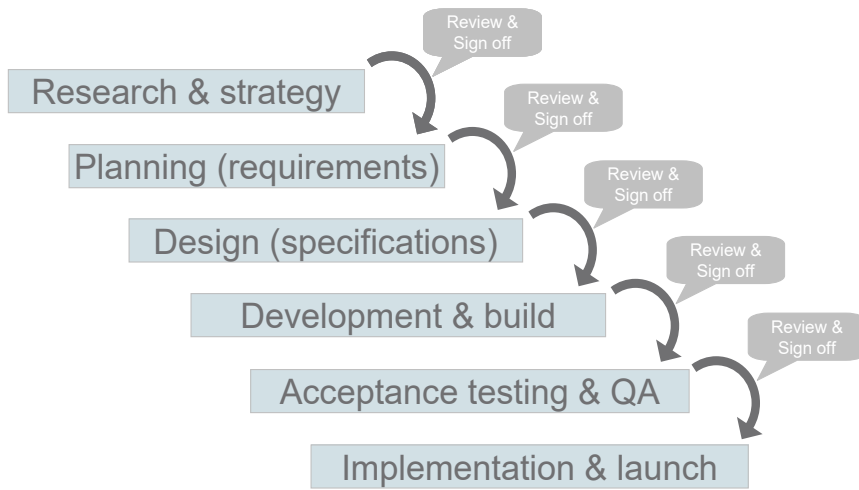 Review &
Sign off
Research & strategy
Review &
Sign off
Planning (requirements)
Review &
Sign off
Design (specifications)
Review &
Sign off
Development & build
Review &
Sign off
Acceptance testing & QA
Implementation & launch